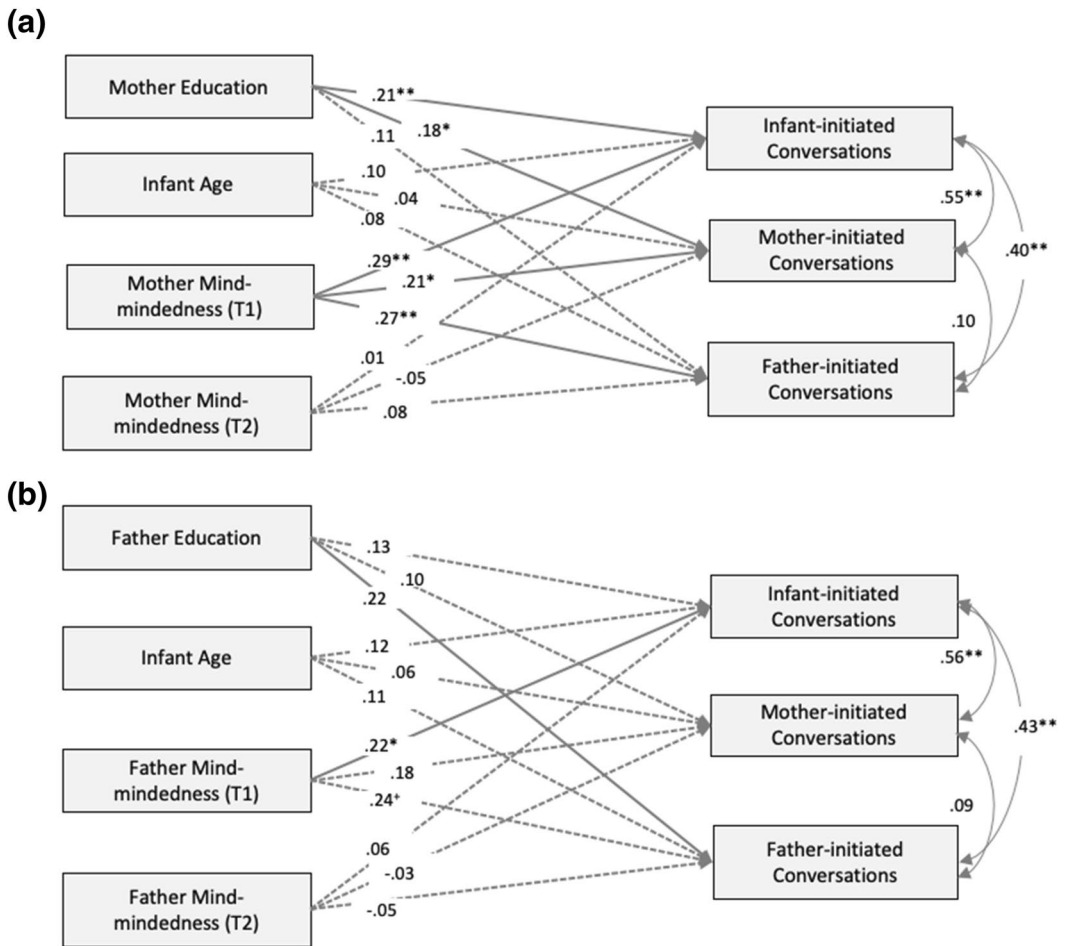 (a)
Mother Education
Infant Age
Mother Mind-
mindedness (T1)
Mother Mind-
mindedness (T2)
.21**
.18*
.11
.10
.04
.08
.29**
.21*
.27**
.01
-.05
.08
Infant-initiated
Conversations
Mother-initiated
Conversations
Father-initiated
Conversations
.55**
.40**
.10
(b)
Father Education
Infant Age
Father Mind-
mindedness (T1)
Father Mind-
mindedness (T2)
.13
.10
.22
.12
.06
.11
.22*
.18
.24+
.06
-.03
-.05
Infant-initiated
Conversations
Mother-initiated
Conversations
Father-initiated
Conversations
.56**
.43**
.09